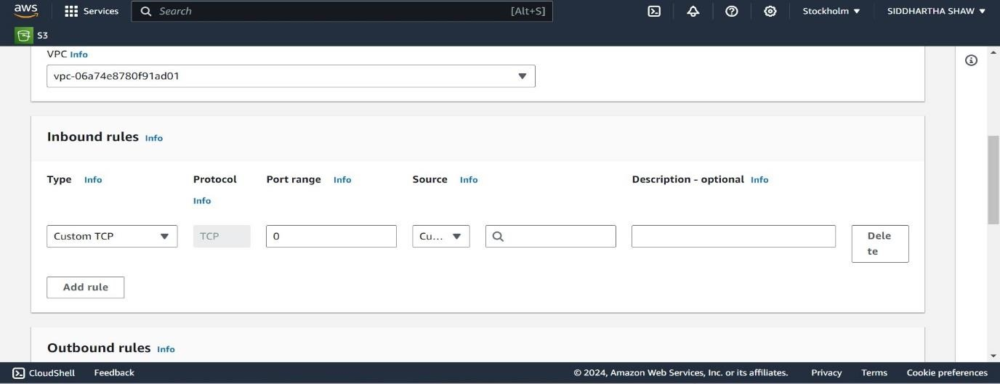 aws
Services
Search
[Alt+S]
Stockholm
SIDDHARTHA SHAW
S3
VPC Info
vpc-06a74e8780f91ad01
Inbound rules Info
Type Info
Protocol
Info
Port range Info
Source Info
Description - optional Info
Custom TCP
TCP
0
Cu...
Dele
te
Add rule
Outbound rules Info
CloudShell
Feedback
© 2024, Amazon Web Services, Inc. or its affiliates.
Privacy
Terms
Cookie preferences